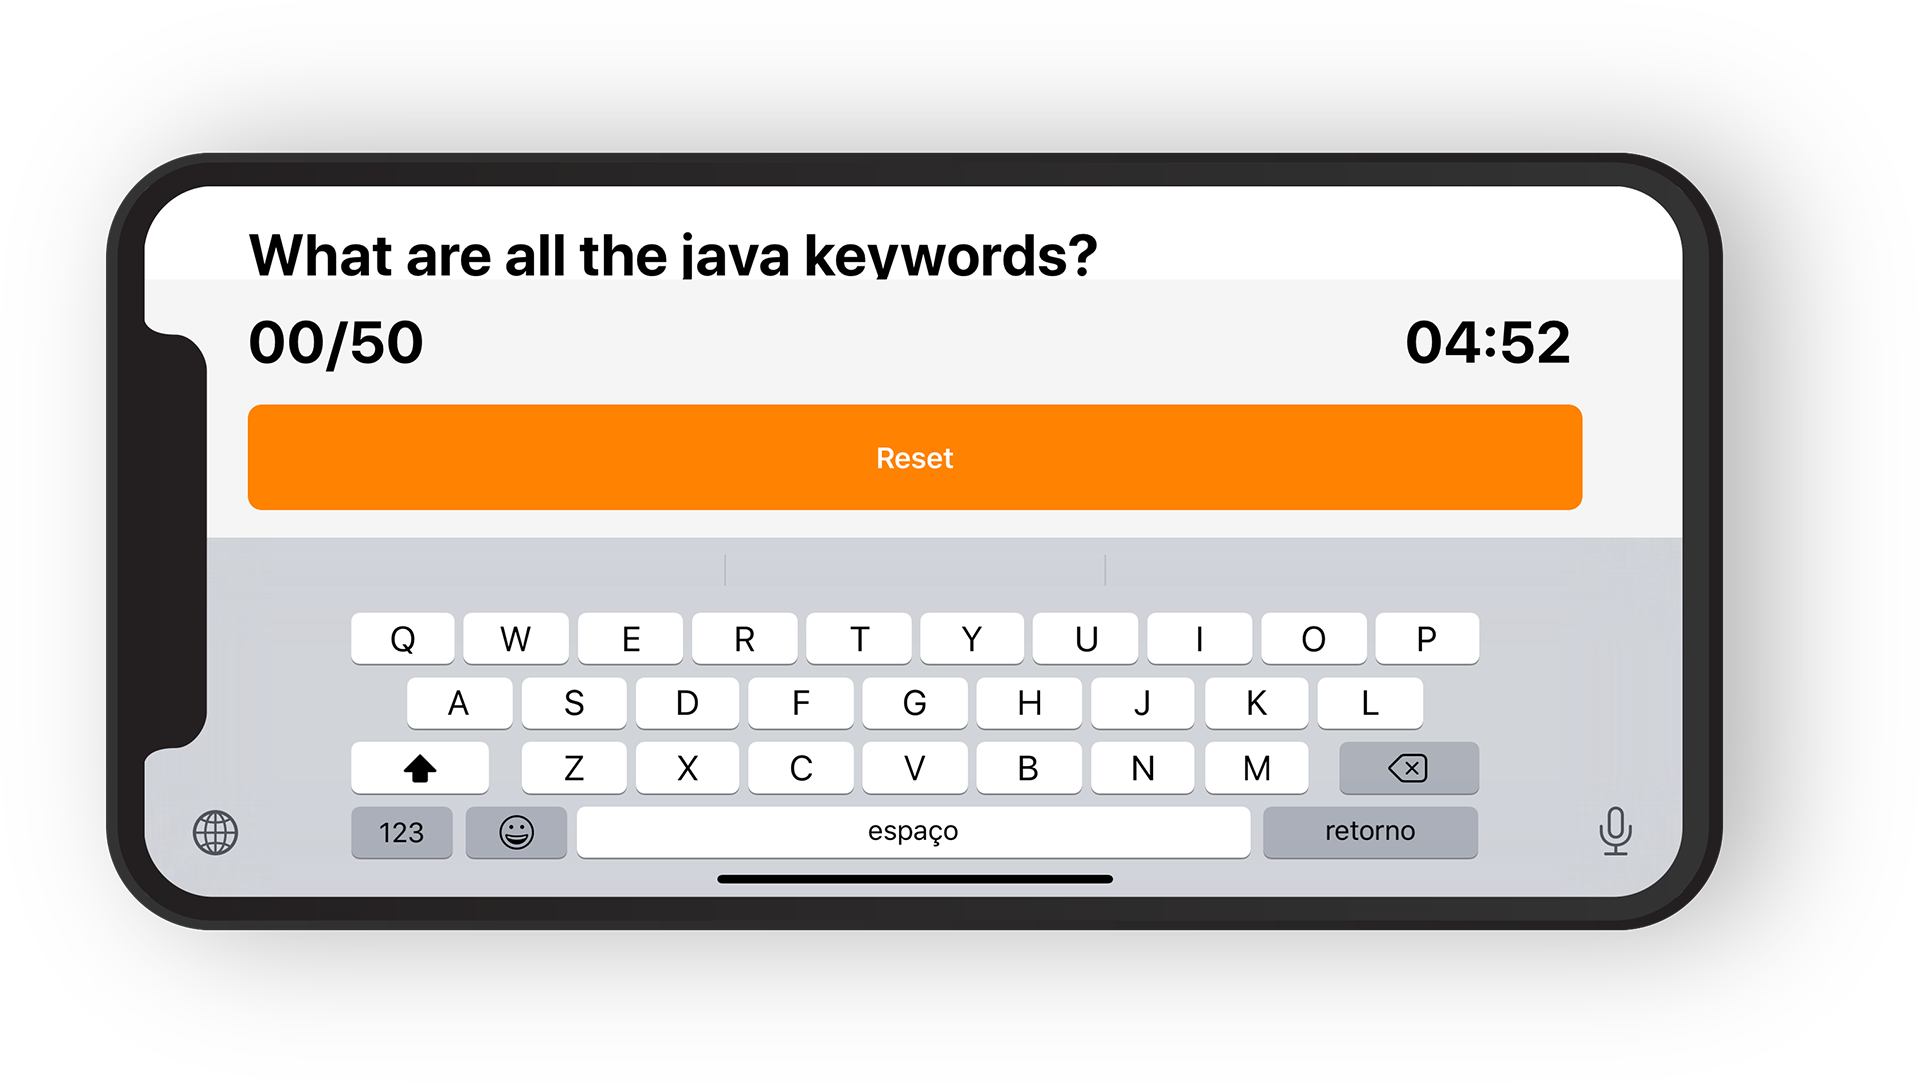 What are all the java keywords?
00/50 04:52
Reset
Q W E R T Y U I O P
A S D F G H J K L
Z X C V B N M
123 espaço retorno